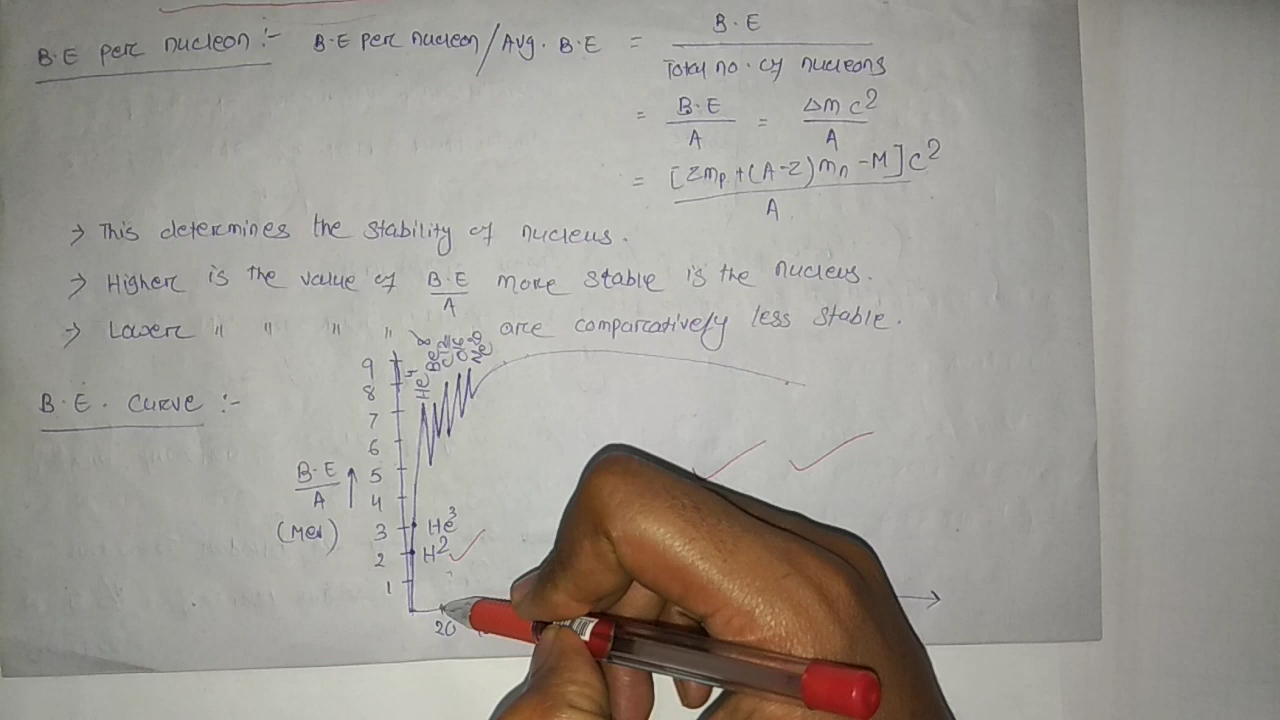 B.E per nucleon :- B.E per nucleon / Avg. B.E = B.E / Total no. of nucleons
= B.E / A = Δm c² / A
= [Zmp + (A-Z) mn - M] c² / A
→ This determines the stability of nucleus.
→ Higher is the value of B.E / A more stable is the nucleus.
→ Lower " " " " are comparatively less stable.
B.E. Curve :-
B.E / A ↑
(Mev)
9
8
7
6
5
4
3
2
1
He⁴
Be⁸
He³
H²
20